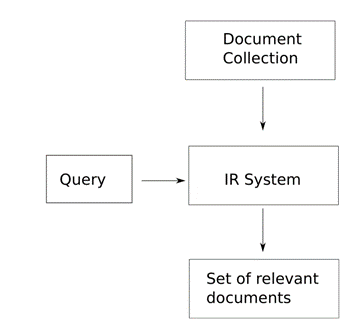 Document
Collection
Query
IR System
Set of relevant
documents